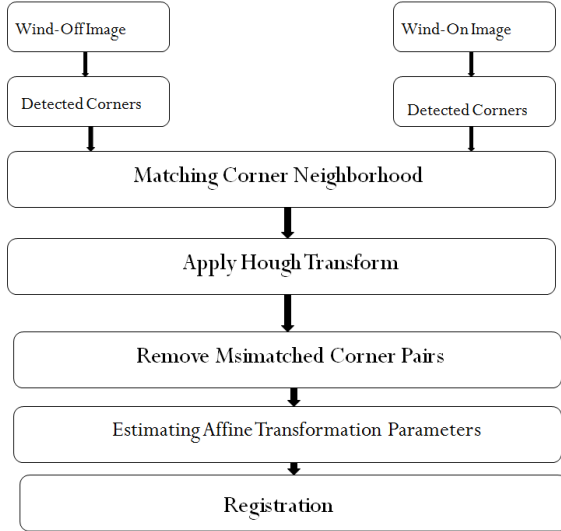 Wind-Off Image
Wind-On Image
Detected Corners
Detected Corners
Matching Corner Neighborhood
Apply Hough Transform
Remove Msimatched Corner Pairs
Estimating Affine Transformation Parameters
Registration